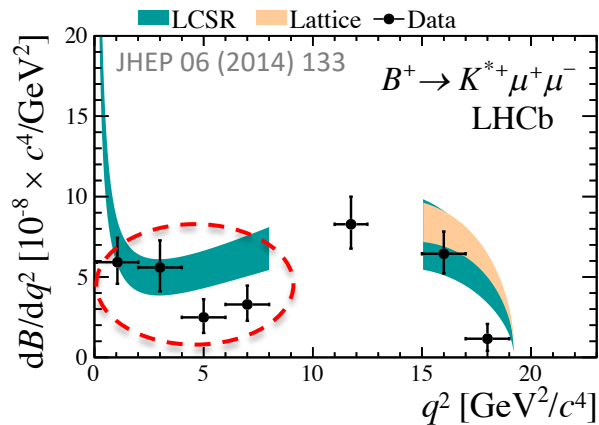 LCSR Lattice Data
JHEP 06 (2014) 133
B⁺→ K*⁺μ⁺μ⁻
LHCb
dB/dq² [10⁻⁸ × c⁴/GeV²]
20
15
10
5
0
0 5 10 15 20
q² [GeV²/c⁴]